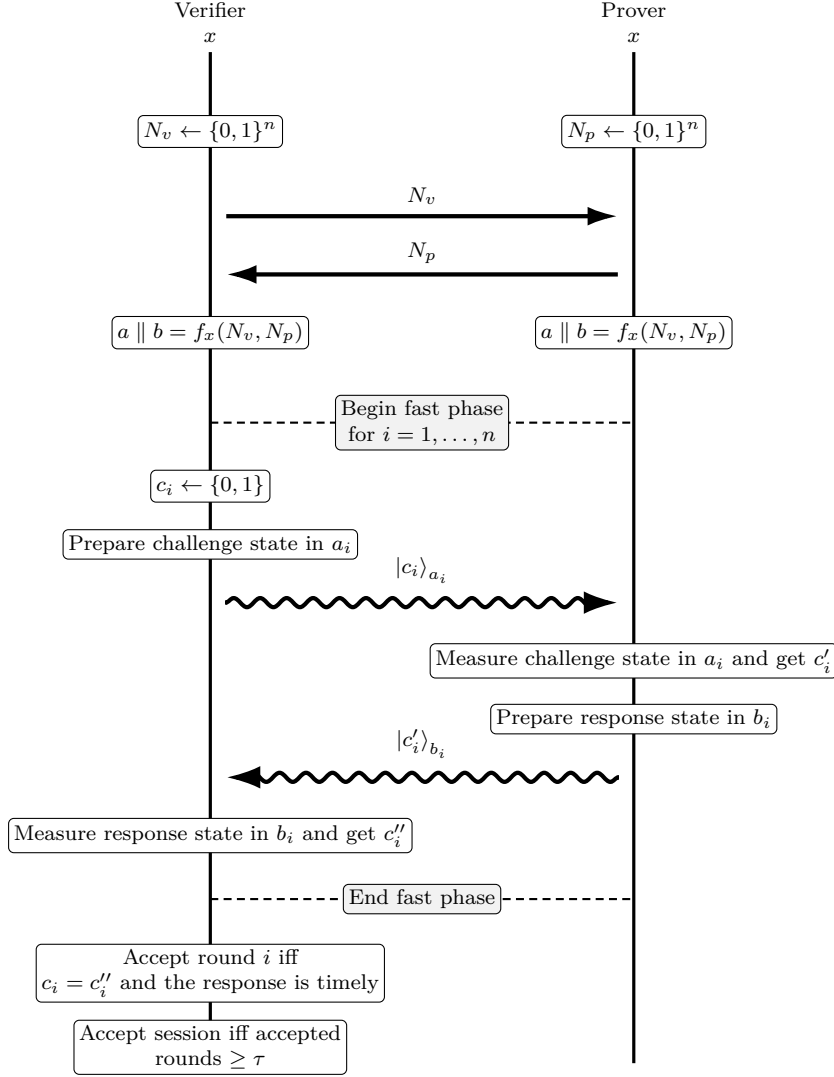 Verifier Prover
x x
N_v ← {0, 1}^n N_p ← {0, 1}^n
N_v
N_p
a ∥ b = f_x(N_v, N_p) a ∥ b = f_x(N_v, N_p)
Begin fast phase
for i = 1, . . . , n
c_i ← {0, 1}
Prepare challenge state in a_i
|c_i⟩_{a_i}
Measure challenge state in a_i and get c′_i
Prepare response state in b_i
|c′_i⟩_{b_i}
Measure response state in b_i and get c″_i
End fast phase
Accept round i iff
c_i = c″_i and the response is timely
Accept session iff accepted
rounds ≥ τ